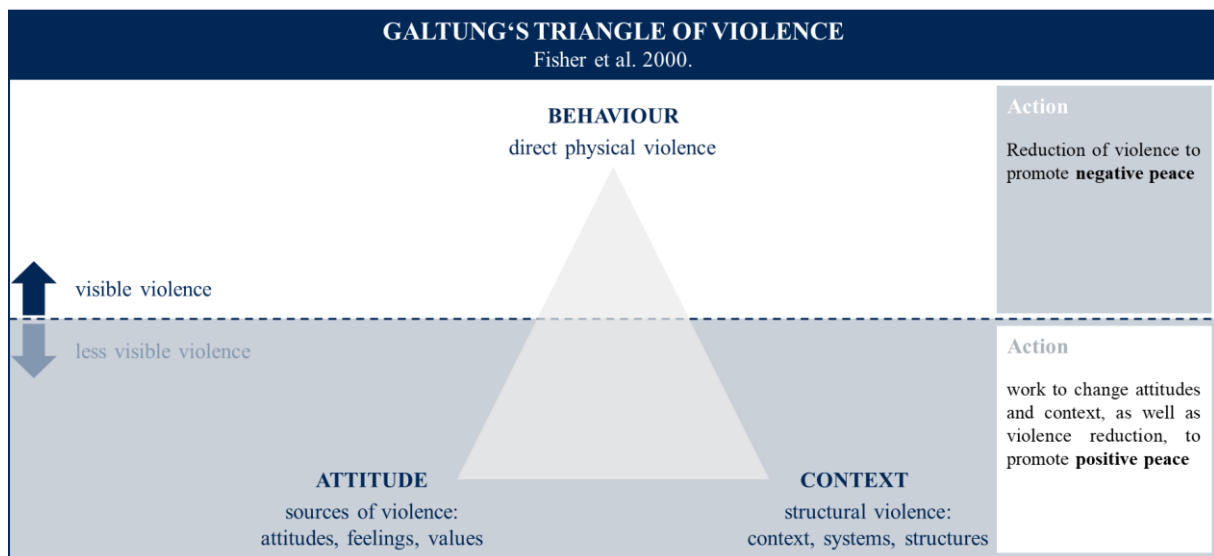 GALTUNG‘S TRIANGLE OF VIOLENCE
Fisher et al. 2000.
BEHAVIOUR
direct physical violence
Action
Reduction of violence to
promote negative peace
visible violence
less visible violence
Action
work to change attitudes
and context, as well as
violence reduction, to
promote positive peace
ATTITUDE
sources of violence:
attitudes, feelings, values
CONTEXT
structural violence:
context, systems, structures